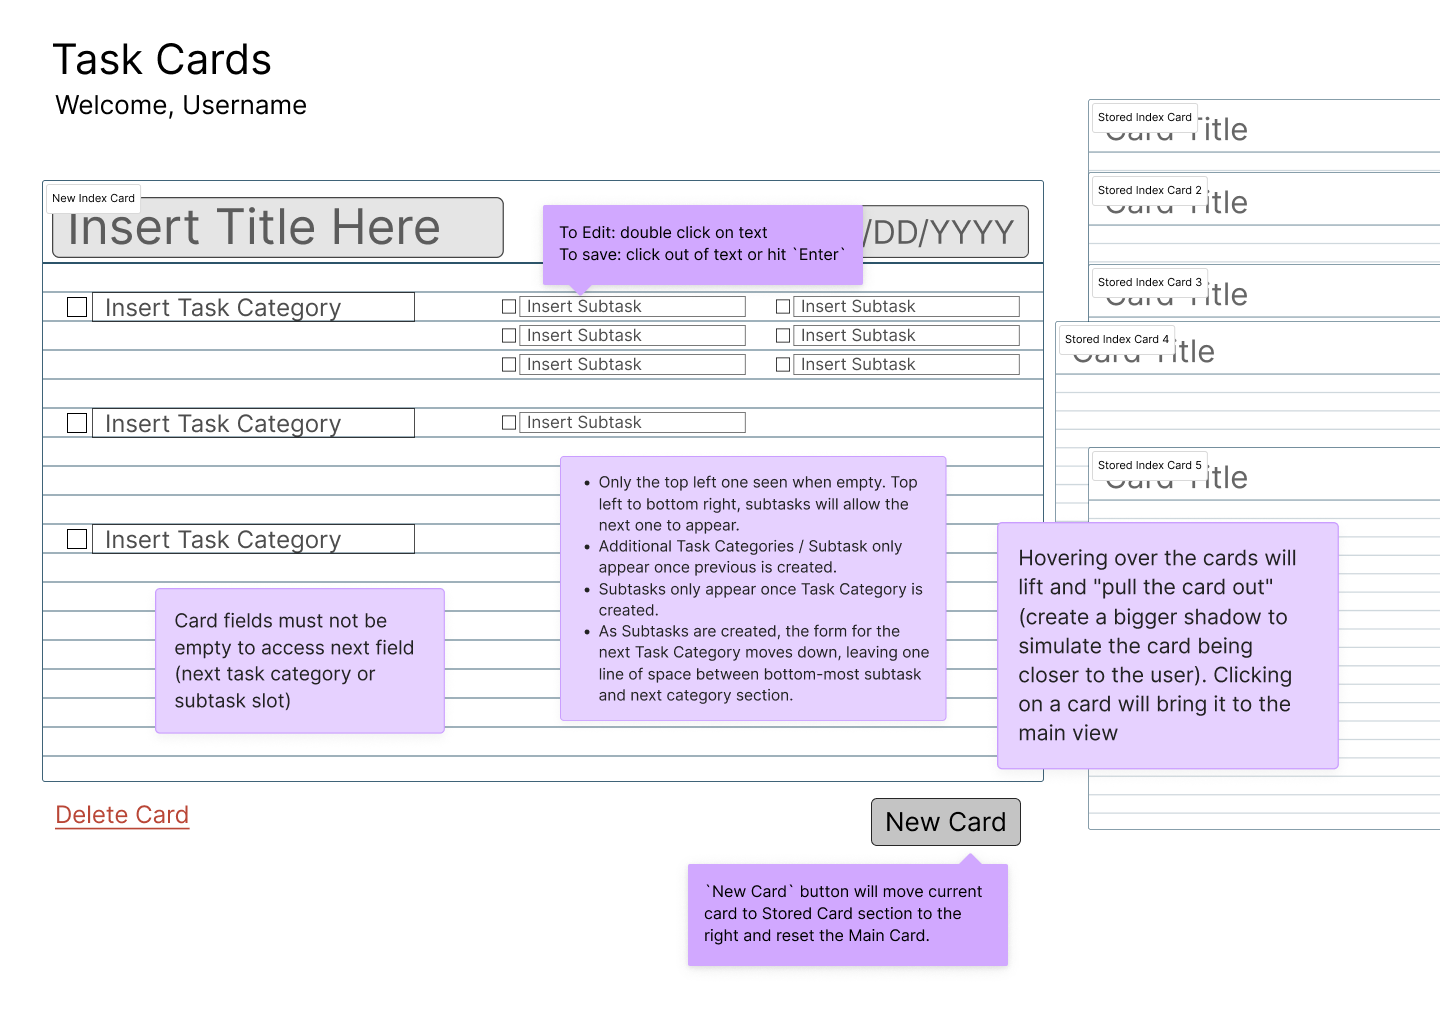 Task Cards
Welcome, Username
New Index Card
Insert Title Here
/DD/YYYY
To Edit: double click on text
To save: click out of text or hit `Enter`
Insert Task Category
Insert Subtask
Insert Subtask
Insert Subtask
Insert Subtask
Insert Subtask
Insert Subtask
Insert Task Category
Insert Subtask
Insert Task Category
• Only the top left one seen when empty. Top
left to bottom right, subtasks will allow the
next one to appear.
• Additional Task Categories / Subtask only
appear once previous is created.
• Subtasks only appear once Task Category is
created.
• As Subtasks are created, the form for the
next Task Category moves down, leaving one
line of space between bottom-most subtask
and next category section.
Card fields must not be
empty to access next field
(next task category or
subtask slot)
Delete Card
New Card
`New Card` button will move current
card to Stored Card section to the
right and reset the Main Card.
Stored Index Card
Card Title
Stored Index Card 2
Card Title
Stored Index Card 3
Card Title
Stored Index Card 4
Card Title
Stored Index Card 5
Card Title
Hovering over the cards will
lift and "pull the card out"
(create a bigger shadow to
simulate the card being
closer to the user). Clicking
on a card will bring it to the
main view